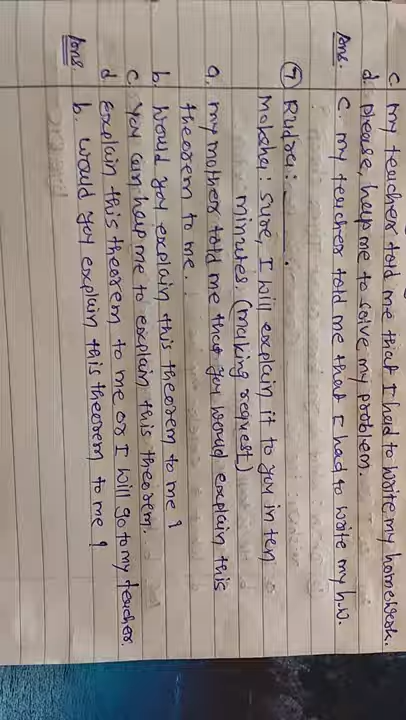 c. my teacher told me that I had to write my homework.
d. please, help me to solve my problem.
Ans. c. my teacher told me that I had to write my h.w.
⑦ Rudra: ______.
Moksha: Sure, I will explain it to you in ten
minutes. (making request)
a. my mother told me that you would explain this
theorem to me.
b. would you explain this theorem to me?
c. you can help me to explain this theorem.
d. explain this theorem to me or I will go to my teacher.
Ans. b. would you explain this theorem to me?